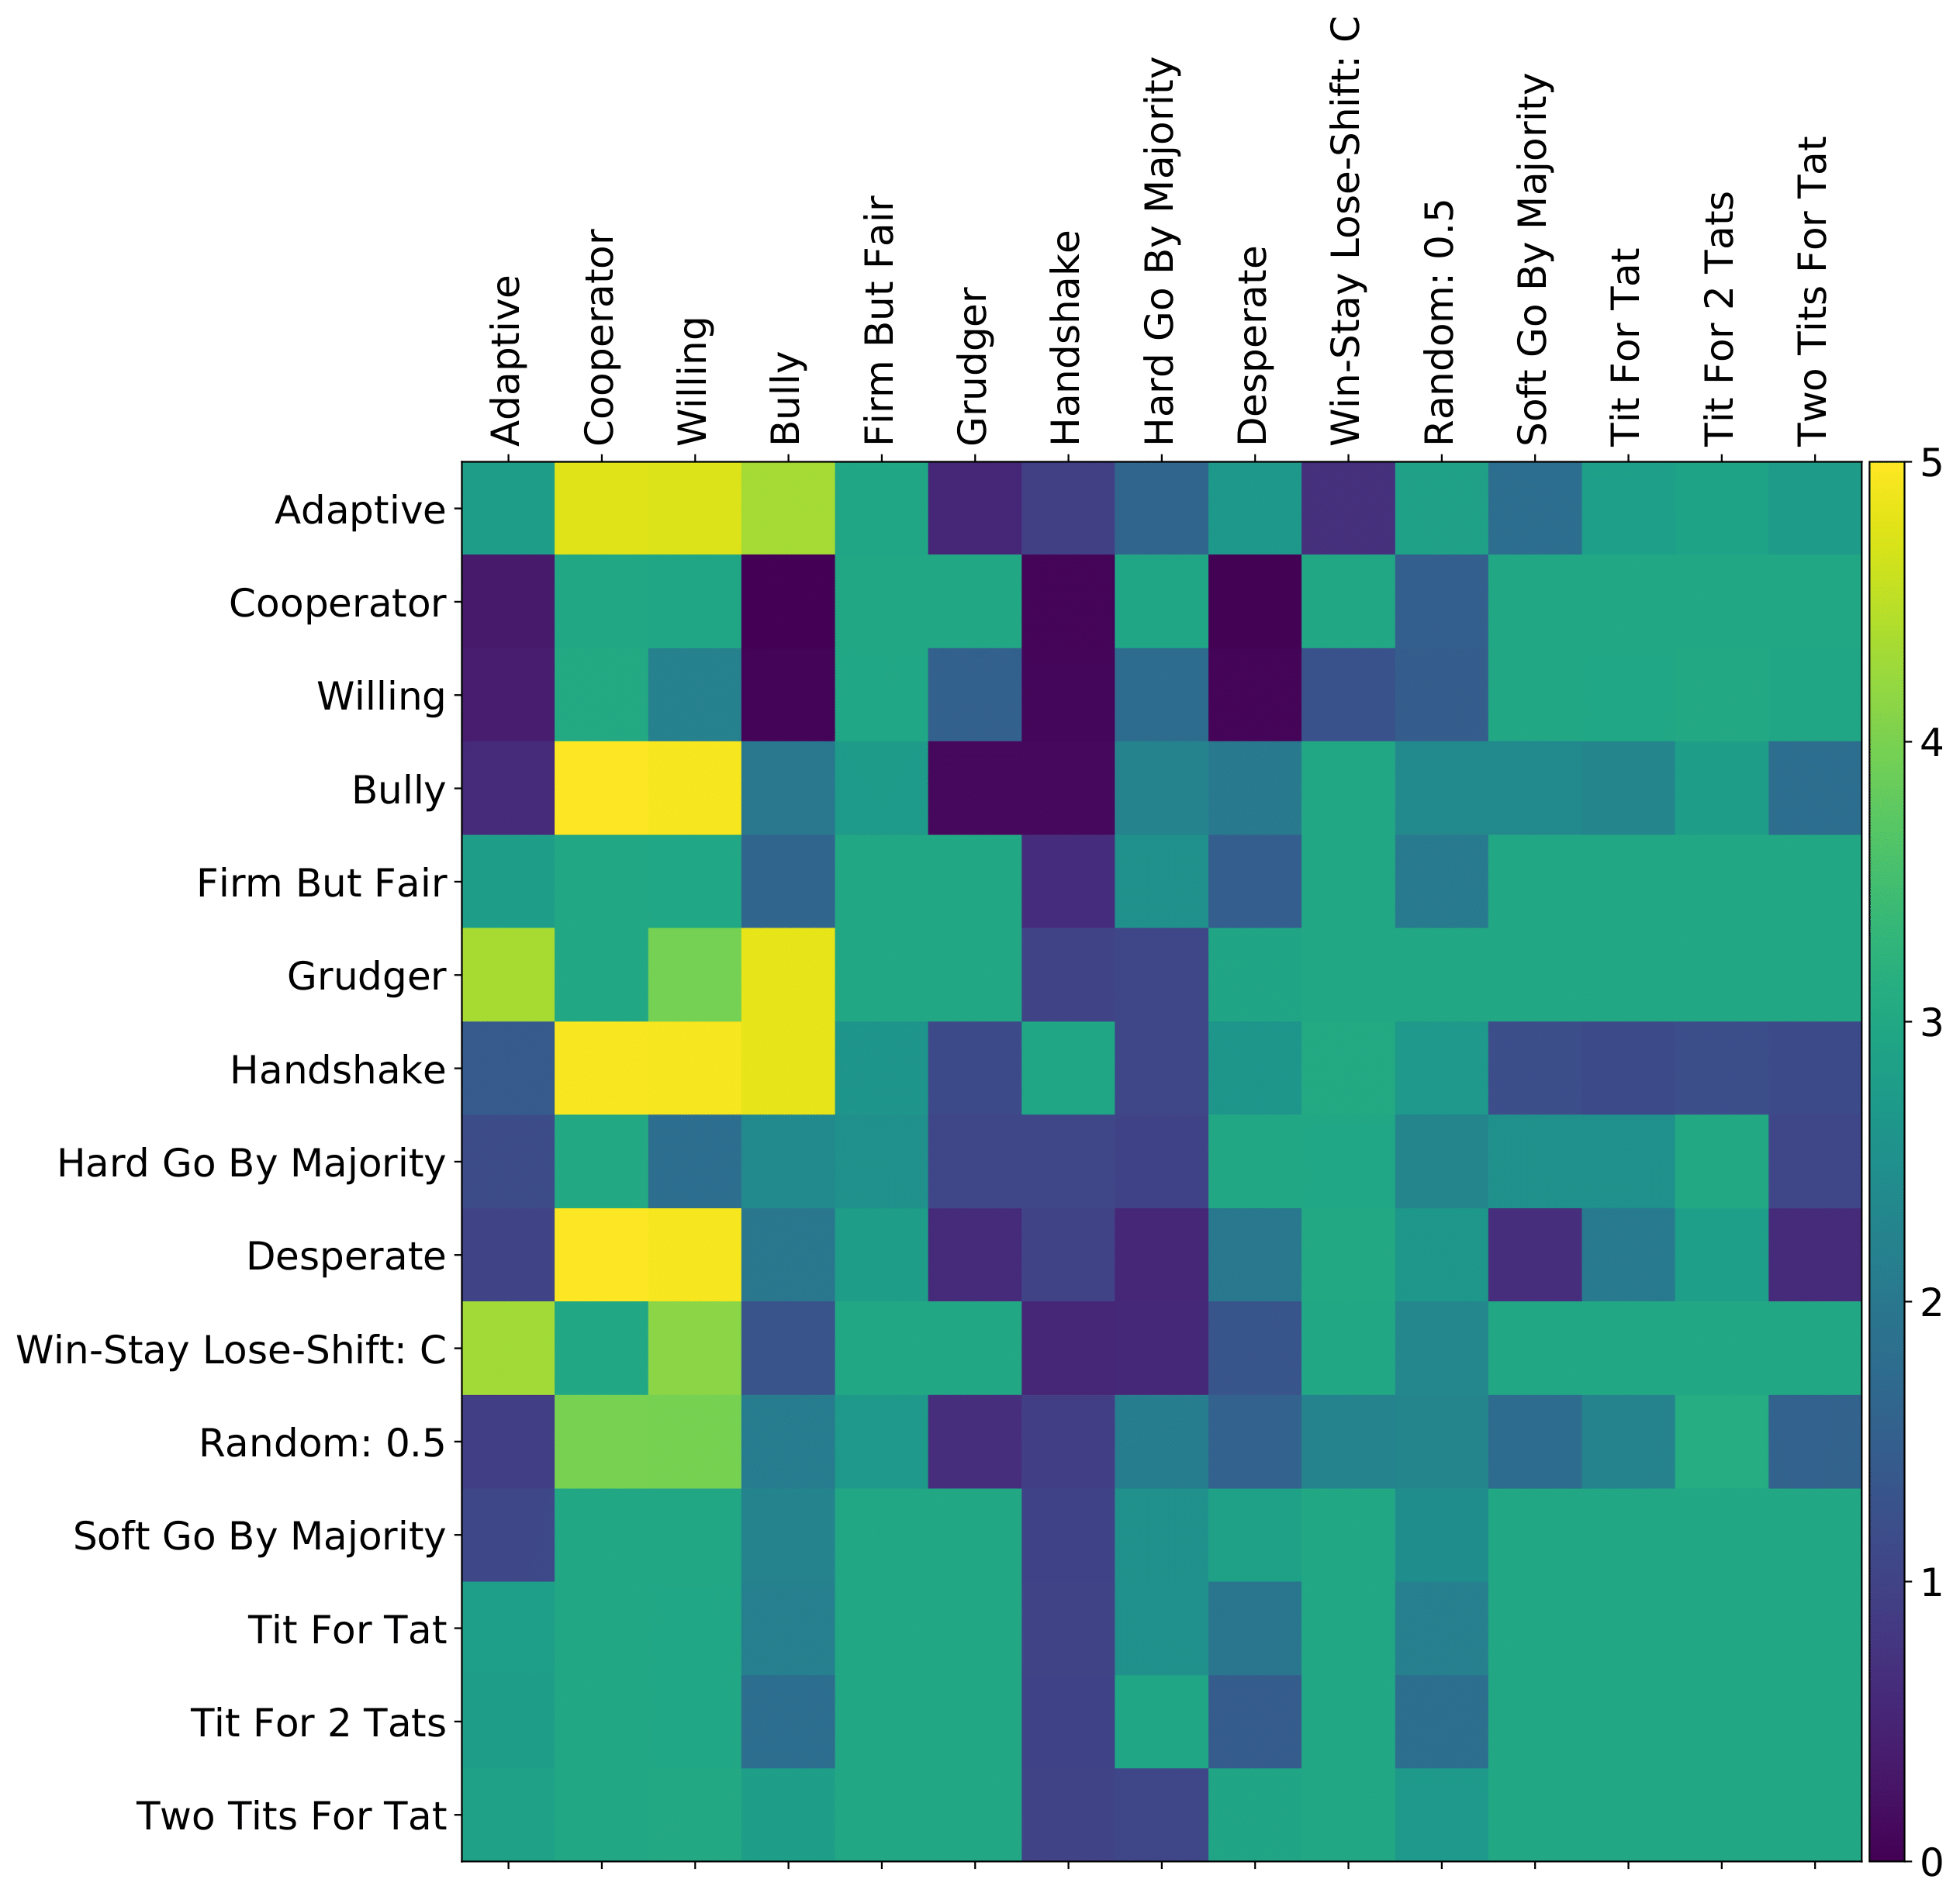 Adaptive
Cooperator
Willing
Bully
Firm But Fair
Grudger
Handshake
Hard Go By Majority
Desperate
Win-Stay Lose-Shift: C
Random: 0.5
Soft Go By Majority
Tit For Tat
Tit For 2 Tats
Two Tits For Tat
Adaptive
Cooperator
Willing
Bully
Firm But Fair
Grudger
Handshake
Hard Go By Majority
Desperate
Win-Stay Lose-Shift: C
Random: 0.5
Soft Go By Majority
Tit For Tat
Tit For 2 Tats
Two Tits For Tat
5
4
3
2
1
0